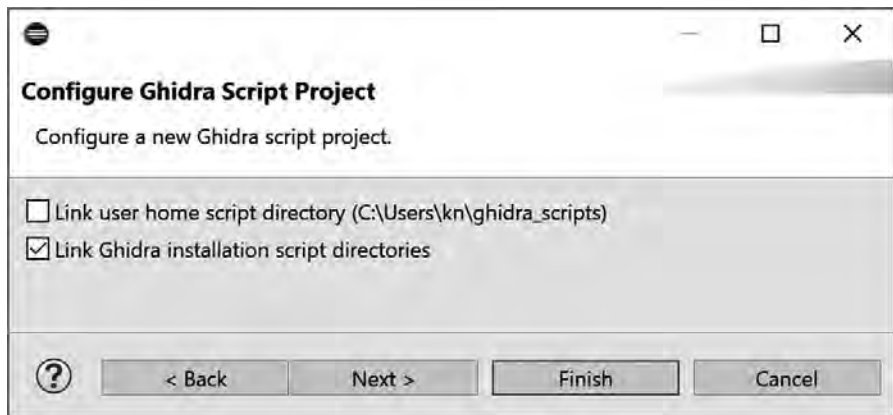 Configure Ghidra Script Project
Configure a new Ghidra script project.
Link user home script directory (C:\Users\kn\ghidra_scripts)
Link Ghidra installation script directories
?
< Back
Next >
Finish
Cancel